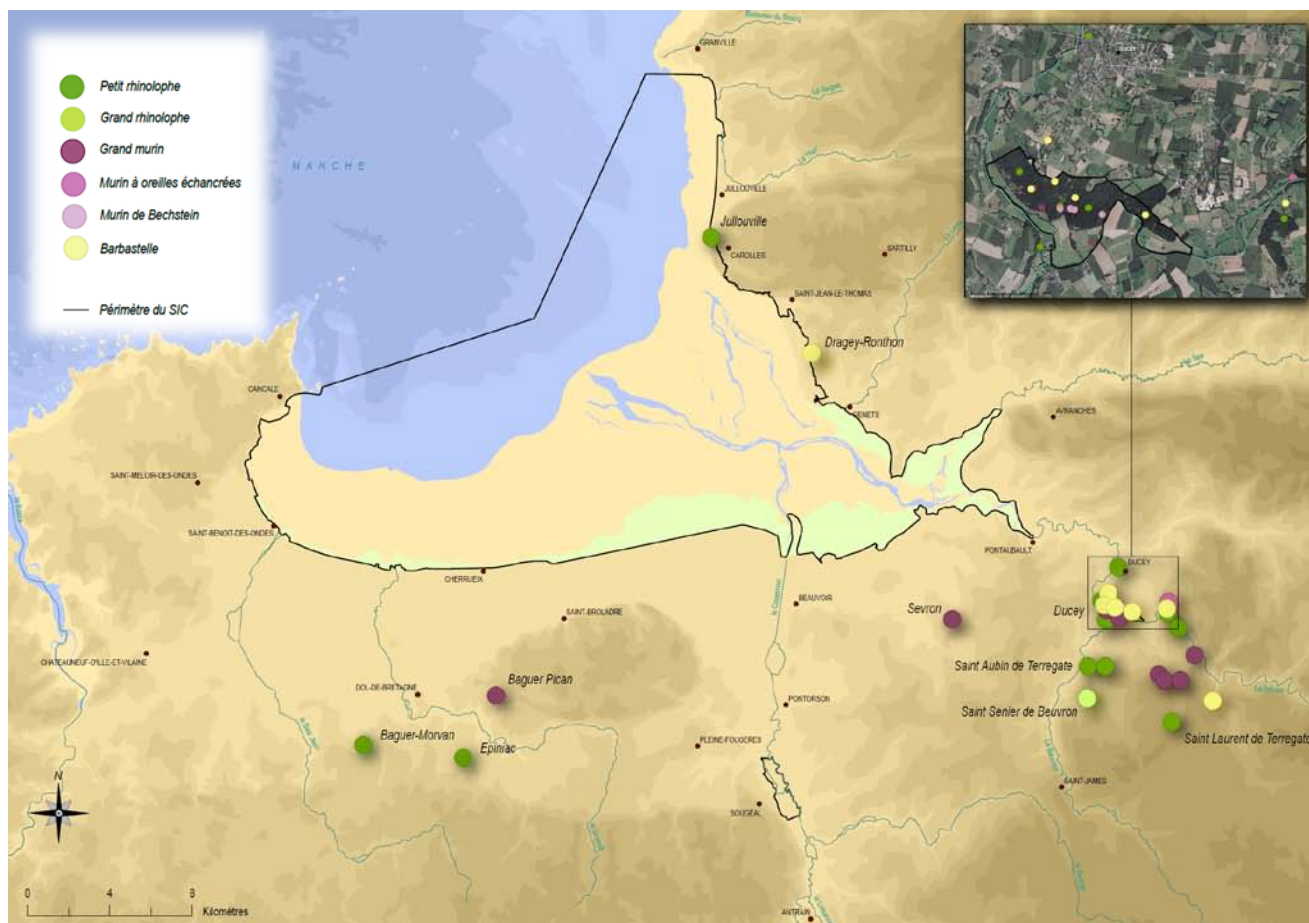 Petit rhinolophe
Grand rhinolophe
Grand murin
Murin à oreilles échancrées
Murin de Bechstein
Barbastelle
Périmètre du SIC
MANCHE
GRANVILLE
DUCEY
JULLOUVILLE
Jullouville
CAROLLES
SARTILLY
SAINT-JEAN-LE-THOMAS
Dragey-Ronthon
GENETS
AVRANCHES
CANCALE
SAINT-MELOIR-DES-ONDES
SAINT-BENOIT-DES-ONDES
CHERRUEIX
PONTAUBAULT
DUCEY
Ducey
BEAUVOIR
Sevron
SAINT-BROLADRE
CHATEAUNEUF-D'ILLE-ET-VILAINE
Saint Aubin de Terregate
DOL-DE-BRETAGNE
Baguer Pican
PONTORSON
Saint Senier de Beuvron
Baguer-Morvan
Epiniac
PLEINE-FOUGERES
Saint Laurent de Terregate
SAINT-JAMES
SOUGEAL
N
0 4 8
Kilomètres
ANTRAIN